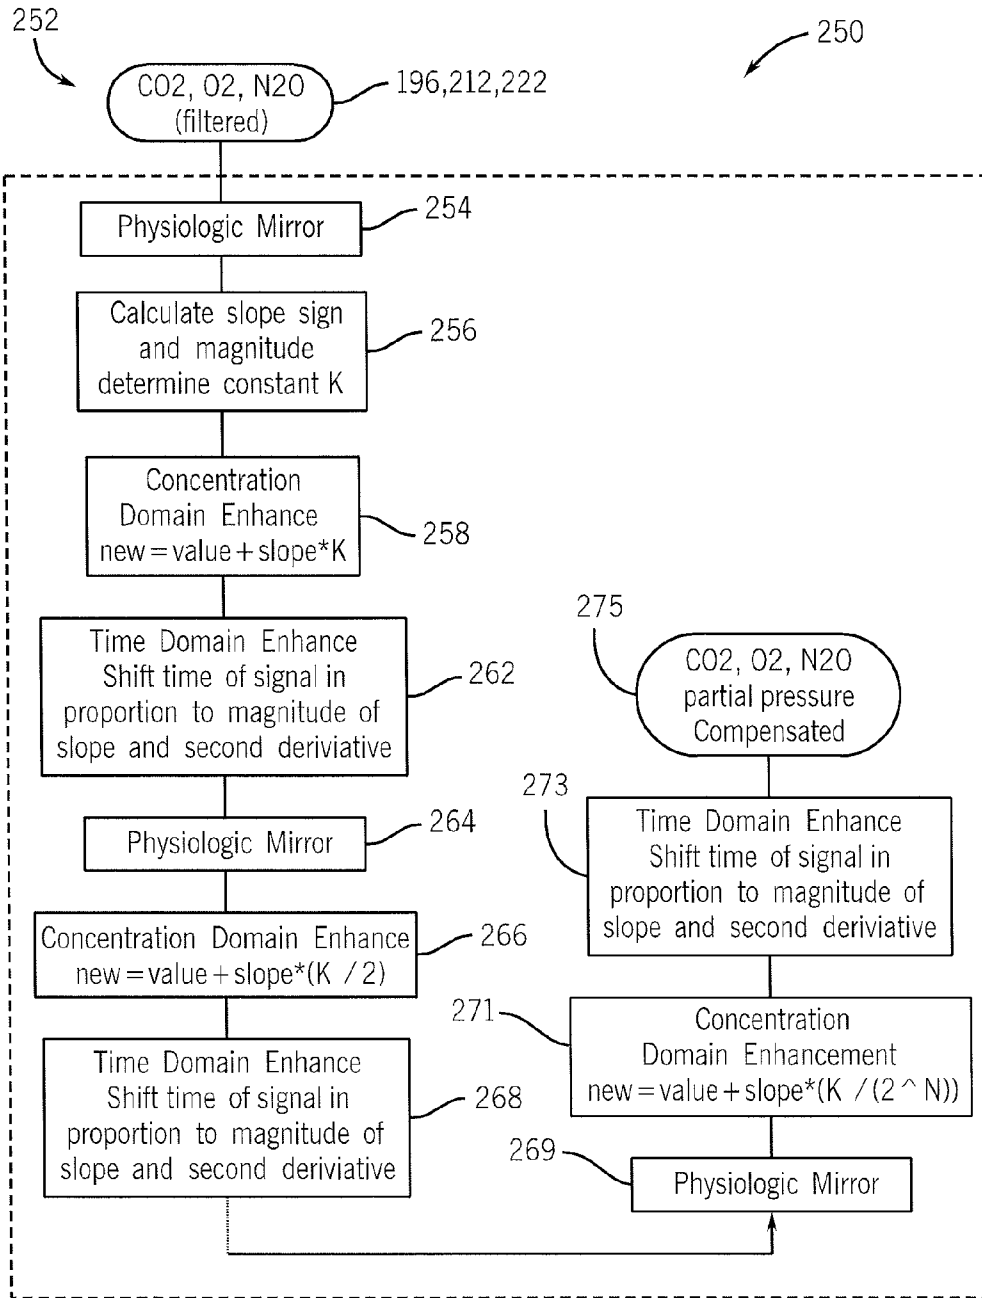 252
250
CO2, O2, N2O
(filtered)
196,212,222
Physiologic Mirror
254
Calculate slope sign
and magnitude
determine constant K
256
Concentration
Domain Enhance
new=value+slope*K
258
Time Domain Enhance
Shift time of signal in
proportion to magnitude of
slope and second deriviative
262
Physiologic Mirror
264
Concentration Domain Enhance
new=value+slope*(K /2)
266
Time Domain Enhance
Shift time of signal in
proportion to magnitude of
slope and second deriviative
268
275
CO2, O2, N2O
partial pressure
Compensated
273
Time Domain Enhance
Shift time of signal in
proportion to magnitude of
slope and second deriviative
271
Concentration
Domain Enhancement
new=value+slope*(K /(2^N))
269
Physiologic Mirror